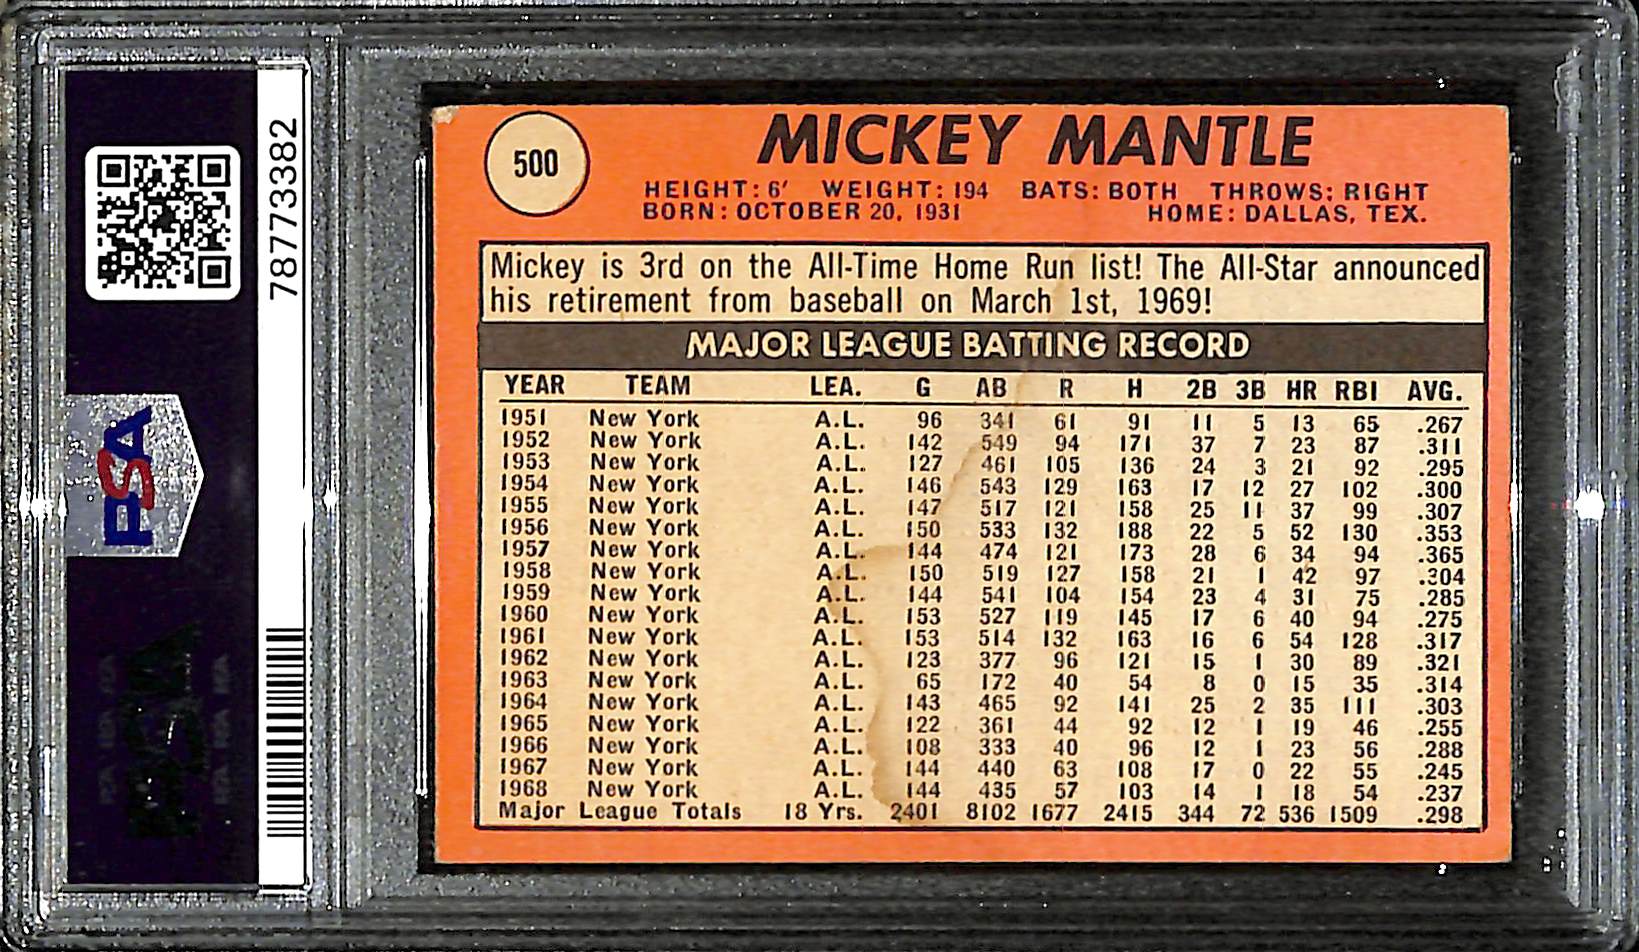 78773382
PSA
500
MICKEY MANTLE
HEIGHT: 6' WEIGHT: 194 BATS: BOTH THROWS: RIGHT
BORN: OCTOBER 20, 1931 HOME: DALLAS, TEX.
Mickey is 3rd on the All-Time Home Run list! The All-Star announced
his retirement from baseball on March 1st, 1969!
MAJOR LEAGUE BATTING RECORD
YEAR TEAM LEA. G AB R H 2B 3B HR RBI AVG.
1951 New York A.L. 96 341 61 91 11 5 13 65 .267
1952 New York A.L. 142 549 94 171 37 7 23 87 .311
1953 New York A.L. 127 461 105 136 24 3 21 92 .295
1954 New York A.L. 146 543 129 163 17 12 27 102 .300
1955 New York A.L. 147 517 121 158 25 11 37 99 .307
1956 New York A.L. 150 533 132 188 22 5 52 130 .353
1957 New York A.L. 144 474 121 173 28 6 34 94 .365
1958 New York A.L. 150 519 127 158 21 1 42 97 .304
1959 New York A.L. 144 541 104 154 23 4 31 75 .285
1960 New York A.L. 153 527 119 145 17 6 40 94 .275
1961 New York A.L. 153 514 132 163 16 6 54 128 .317
1962 New York A.L. 123 377 96 121 15 1 30 89 .321
1963 New York A.L. 65 172 40 54 8 0 15 35 .314
1964 New York A.L. 143 465 92 141 25 2 35 111 .303
1965 New York A.L. 122 361 44 92 12 1 19 46 .255
1966 New York A.L. 108 333 40 96 12 1 23 56 .288
1967 New York A.L. 144 440 63 108 17 0 22 55 .245
1968 New York A.L. 144 435 57 103 14 1 18 54 .237
Major League Totals 18 Yrs. 2401 8102 1677 2415 344 72 536 1509 .298